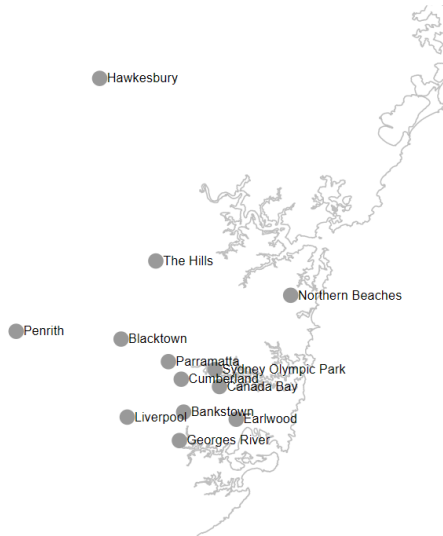 Hawkesbury
The Hills
Northern Beaches
Penrith
Blacktown
Parramatta
Sydney Olympic Park
Cumberland
Canada Bay
Bankstown
Liverpool
Earlwood
Georges River